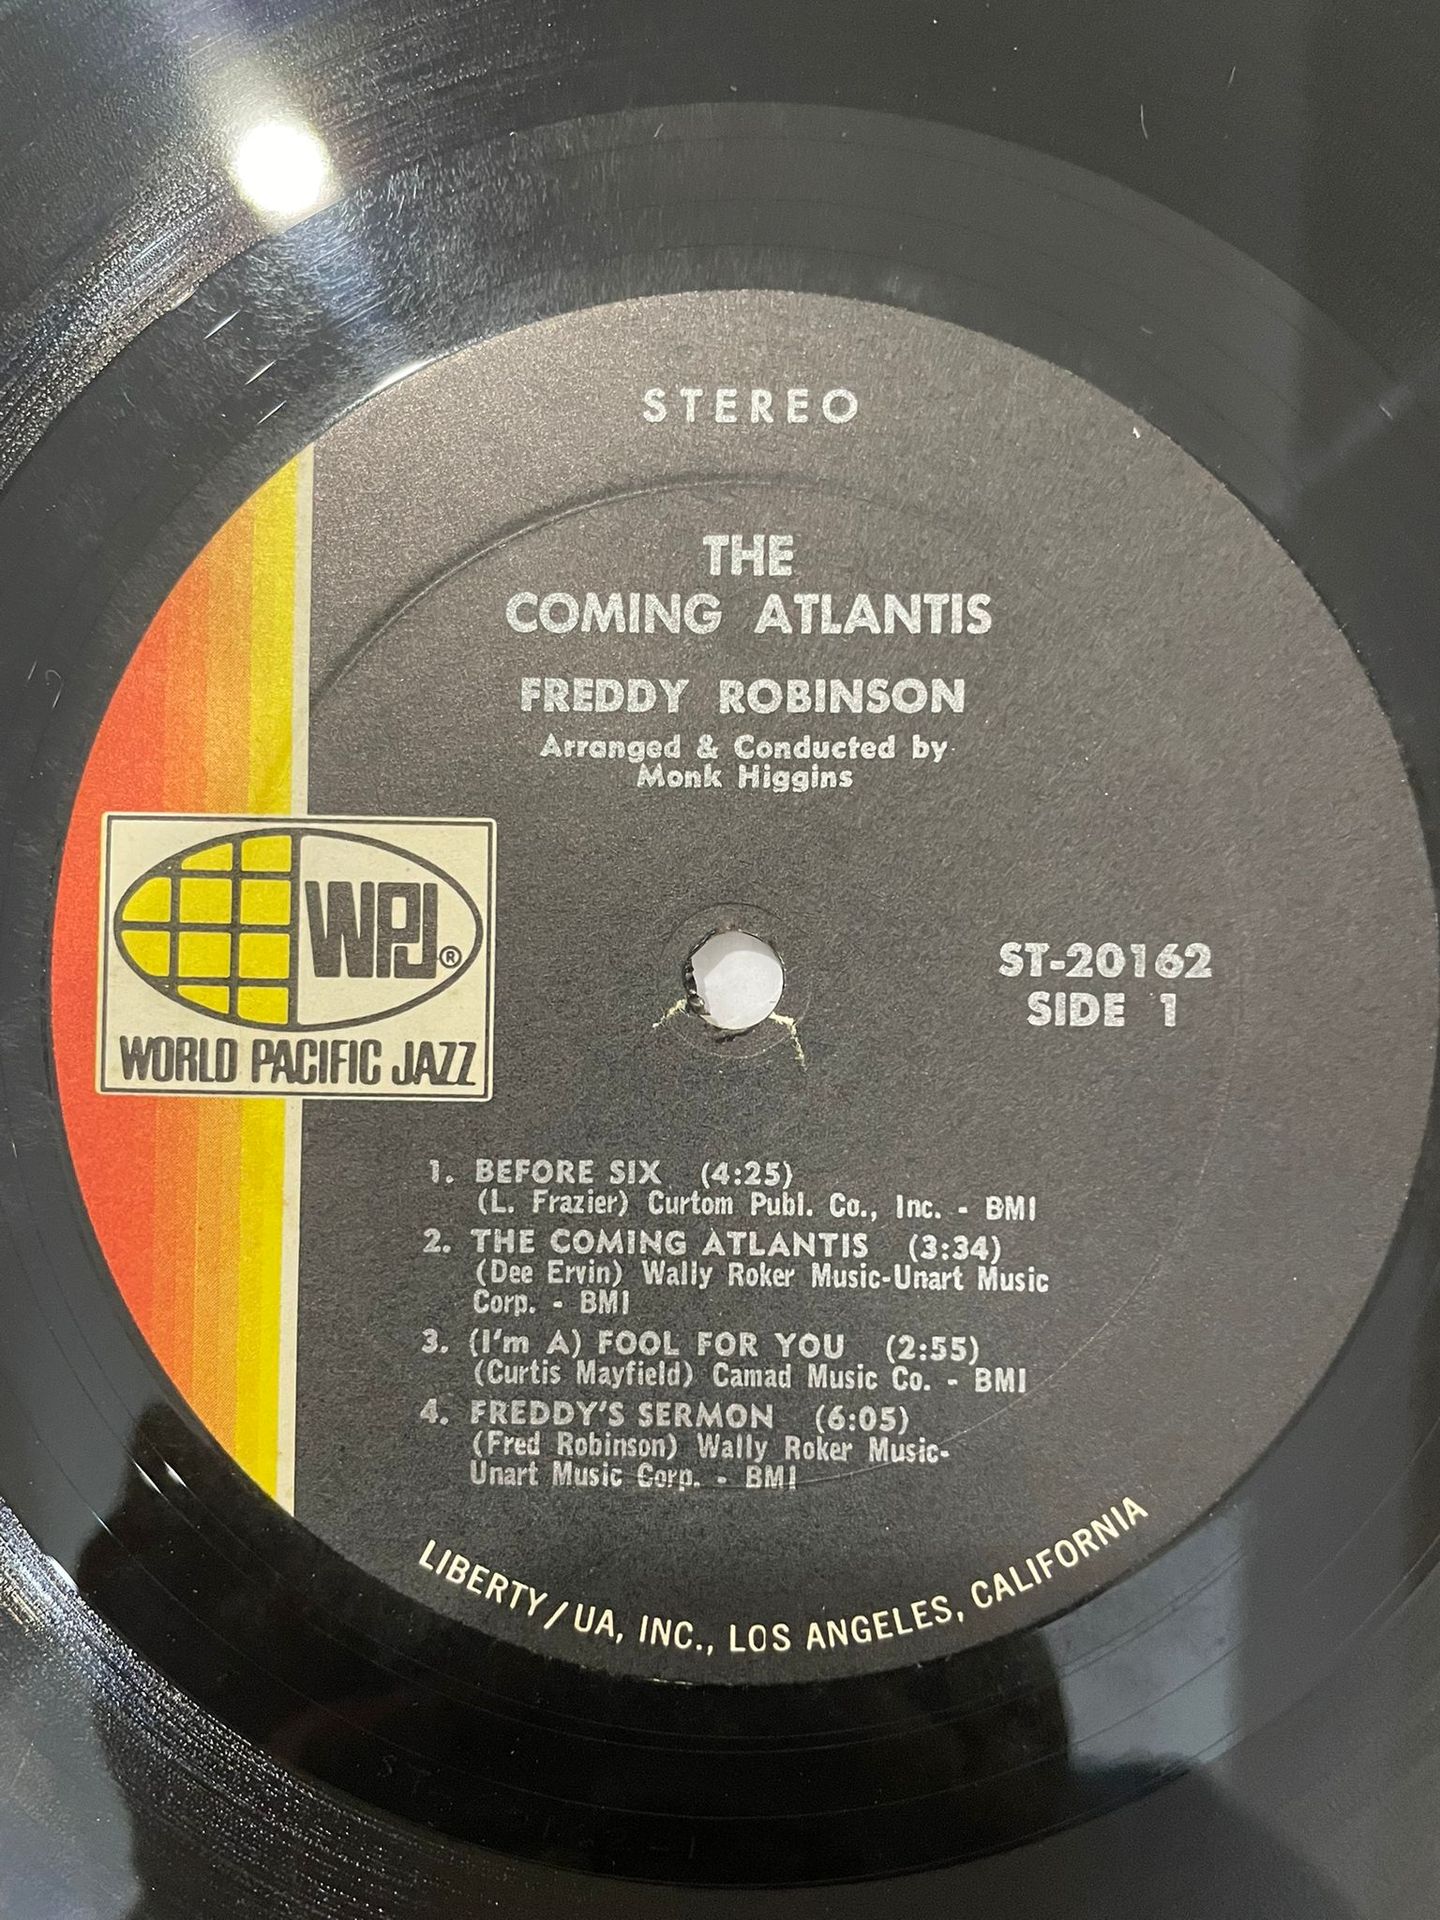 STEREO
THE
COMING ATLANTIS
FREDDY ROBINSON
Arranged & Conducted by
Monk Higgins
WPJ®
WORLD PACIFIC JAZZ
ST-20162
SIDE 1
1. BEFORE SIX (4:25)
(L. Frazier) Curtom Publ. Co., Inc. - BMI
2. THE COMING ATLANTIS (3:34)
(Dee Ervin) Wally Roker Music-Unart Music
Corp. - BMI
3. (I'm A) FOOL FOR YOU (2:55)
(Curtis Mayfield) Camad Music Co. - BMI
4. FREDDY'S SERMON (6:05)
(Fred Robinson) Wally Roker Music-
Unart Music Corp. - BMI
LIBERTY/UA, INC., LOS ANGELES, CALIFORNIA